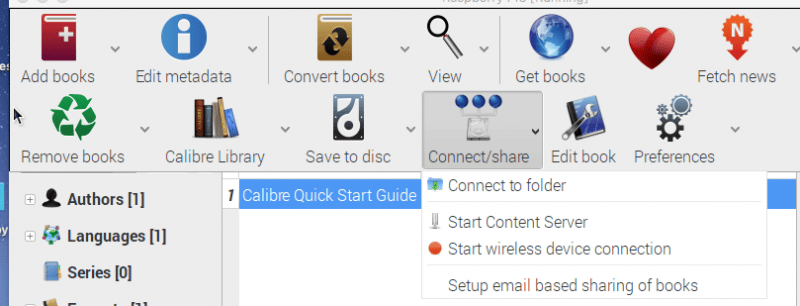 Add books
Edit metadata
Convert books
View
Get books
N
Fetch news
Remove books
Calibre Library
Save to disc
Connect/share
Edit book
Preferences
Connect to folder
Start Content Server
Start wireless device connection
Setup email based sharing of books
Authors [1]
Languages [1]
Series [0]
1 Calibre Quick Start Guide